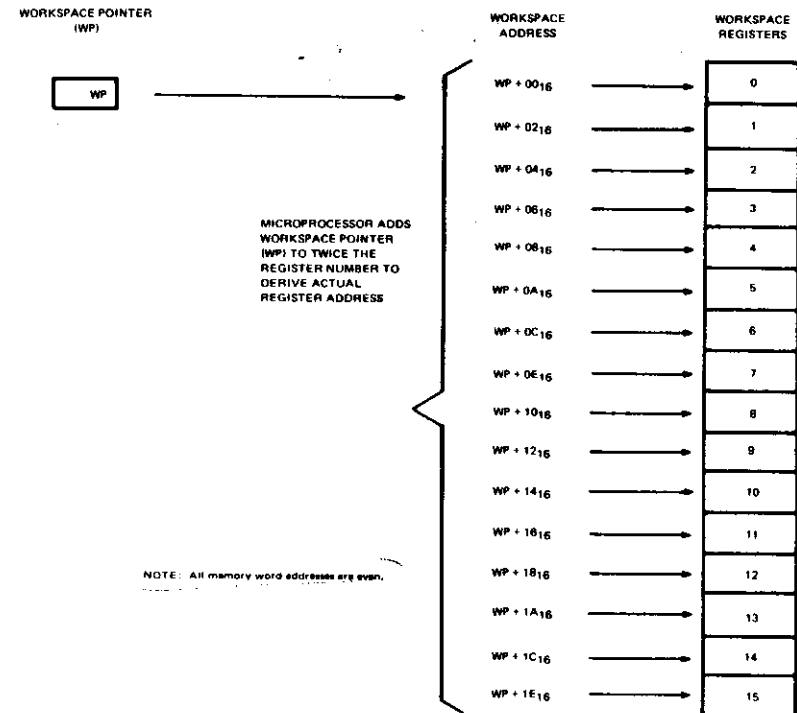 WORKSPACE POINTER
(WP)
WP
WORKSPACE
ADDRESS
WORKSPACE
REGISTERS
WP + 00₁₆ 0
WP + 02₁₆ 1
WP + 04₁₆ 2
WP + 06₁₆ 3
WP + 08₁₆ 4
WP + 0A₁₆ 5
WP + 0C₁₆ 6
WP + 0E₁₆ 7
WP + 10₁₆ 8
WP + 12₁₆ 9
WP + 14₁₆ 10
WP + 16₁₆ 11
WP + 18₁₆ 12
WP + 1A₁₆ 13
WP + 1C₁₆ 14
WP + 1E₁₆ 15
MICROPROCESSOR ADDS
WORKSPACE POINTER
(WP) TO TWICE THE
REGISTER NUMBER TO
DERIVE ACTUAL
REGISTER ADDRESS
NOTE: All memory word addresses are even.